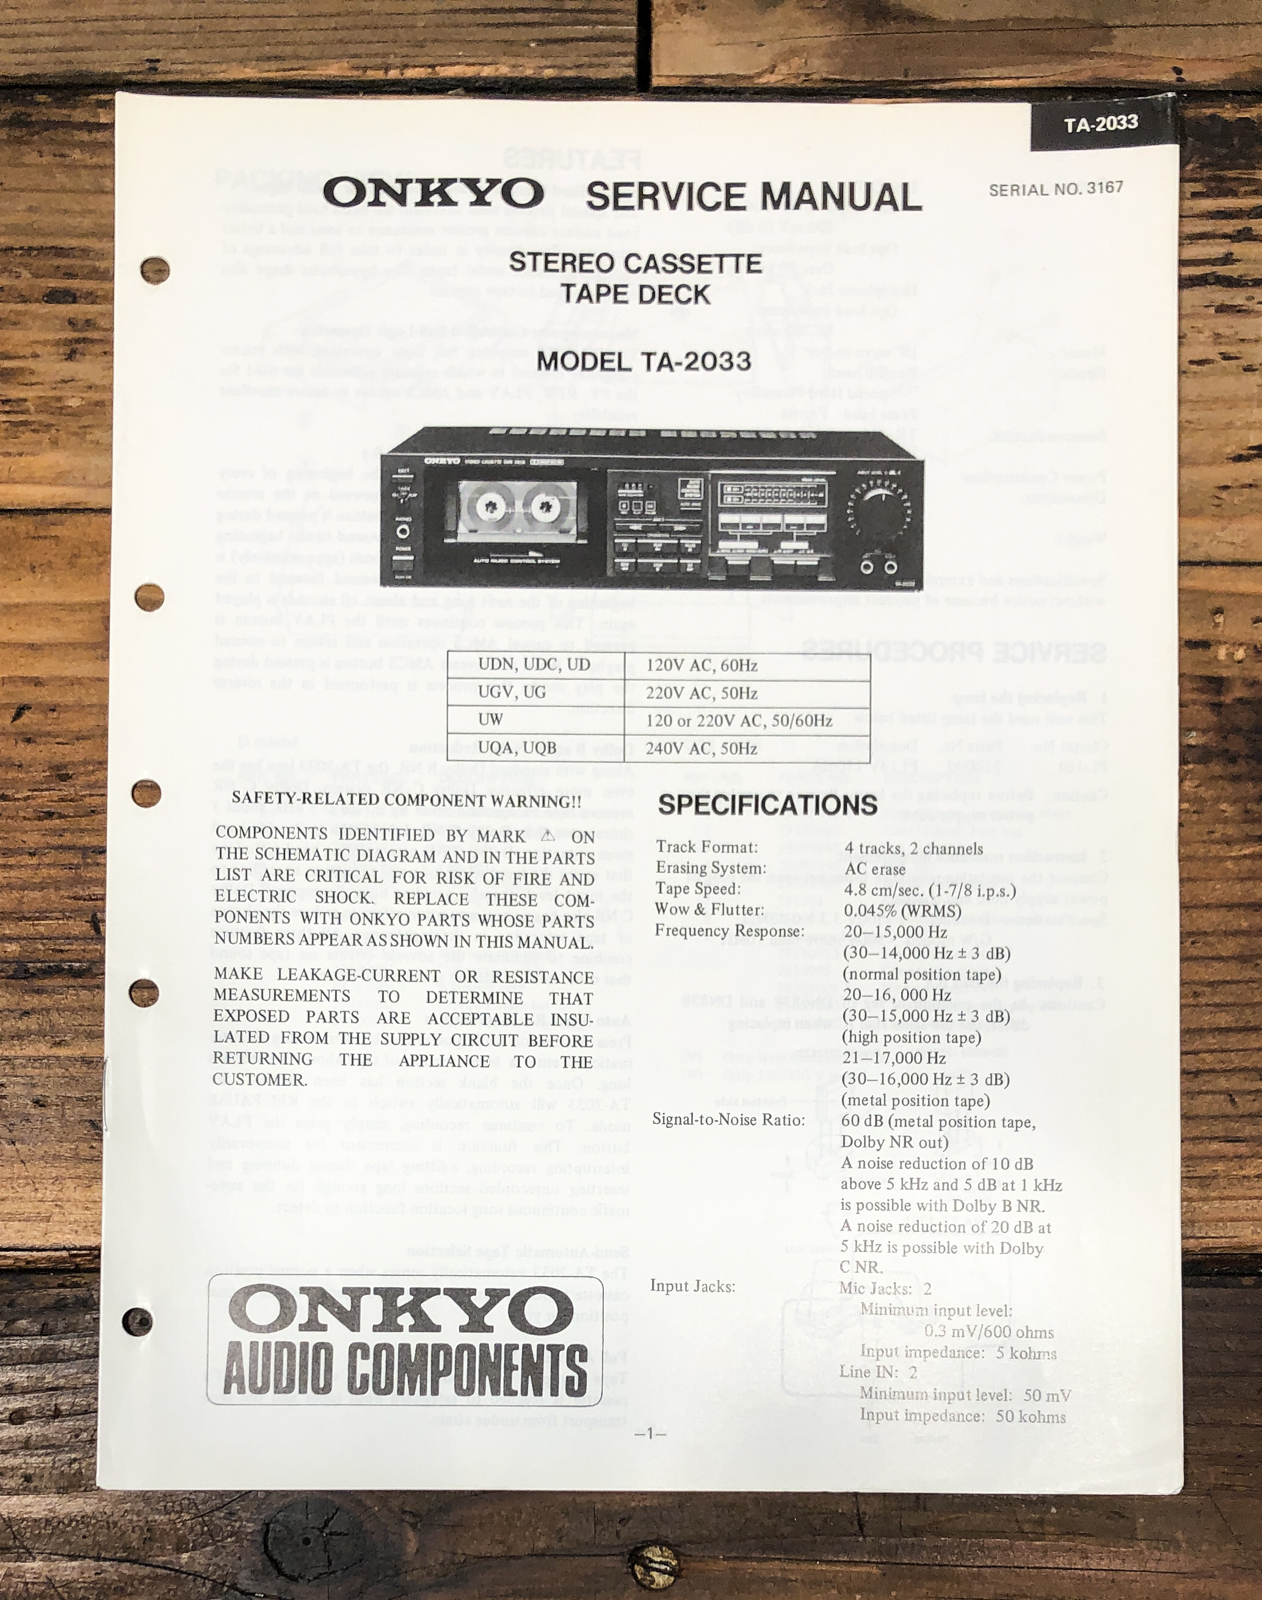 TA-2033
ONKYO SERVICE MANUAL
SERIAL NO. 3167
STEREO CASSETTE
TAPE DECK
MODEL TA-2033
ONKYO
AUTO MUSIC CONTROL SYSTEM
TA-2033
UDN, UDC, UD 120V AC, 60Hz
UGV, UG 220V AC, 50Hz
UW 120 or 220V AC, 50/60Hz
UQA, UQB 240V AC, 50Hz
SAFETY-RELATED COMPONENT WARNING!!
COMPONENTS IDENTIFIED BY MARK ⚠ ON
THE SCHEMATIC DIAGRAM AND IN THE PARTS
LIST ARE CRITICAL FOR RISK OF FIRE AND
ELECTRIC SHOCK. REPLACE THESE COM-
PONENTS WITH ONKYO PARTS WHOSE PARTS
NUMBERS APPEAR AS SHOWN IN THIS MANUAL.
MAKE LEAKAGE-CURRENT OR RESISTANCE
MEASUREMENTS TO DETERMINE THAT
EXPOSED PARTS ARE ACCEPTABLE INSU-
LATED FROM THE SUPPLY CIRCUIT BEFORE
RETURNING THE APPLIANCE TO THE
CUSTOMER.
ONKYO
AUDIO COMPONENTS
SPECIFICATIONS
Track Format: 4 tracks, 2 channels
Erasing System: AC erase
Tape Speed: 4.8 cm/sec. (1-7/8 i.p.s.)
Wow & Flutter: 0.045% (WRMS)
Frequency Response: 20–15,000 Hz
(30–14,000 Hz ± 3 dB)
(normal position tape)
20–16, 000 Hz
(30–15,000 Hz ± 3 dB)
(high position tape)
21–17,000 Hz
(30–16,000 Hz ± 3 dB)
(metal position tape)
Signal-to-Noise Ratio: 60 dB (metal position tape,
Dolby NR out)
A noise reduction of 10 dB
above 5 kHz and 5 dB at 1 kHz
is possible with Dolby B NR.
A noise reduction of 20 dB at
5 kHz is possible with Dolby
C NR.
Input Jacks: Mic Jacks: 2
Minimum input level:
0.3 mV/600 ohms
Input impedance: 5 kohms
Line IN: 2
Minimum input level: 50 mV
Input impedance: 50 kohms
–1–